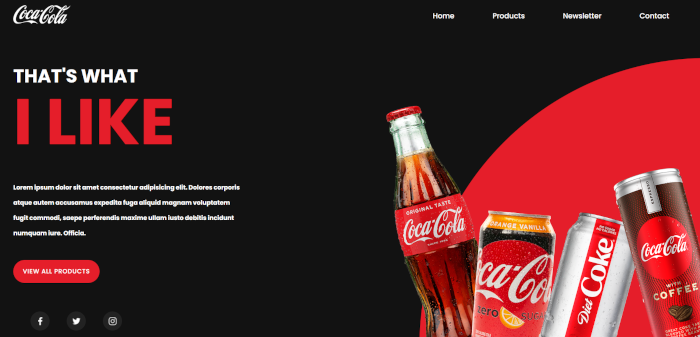 Coca-Cola
Home
Products
Newsletter
Contact
THAT'S WHAT
I LIKE
Lorem ipsum dolor sit amet consectetur adipisicing elit. Dolores corporis
atque autem accusamus expedita fuga aliquid magnam voluptatem
fugit commodi, saepe perferendis maxime ullam iusto debitis incidunt
numquam iure. Officia.
VIEW ALL PRODUCTS
ORIGINAL TASTE
Coca-Cola
ORANGE VANILLA
Coca-Cola
zero SUGAR
Diet Coke
Coca-Cola
WITH
COFFEE